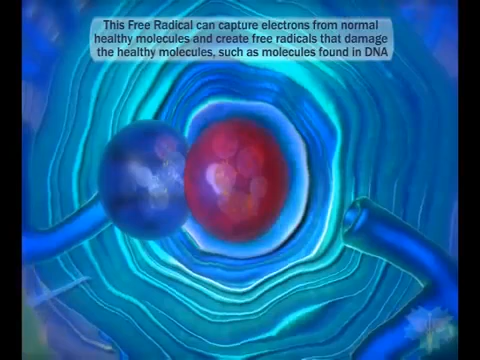 This Free Radical can capture electrons from normal
healthy molecules and create free radicals that damage
the healthy molecules, such as molecules found in DNA